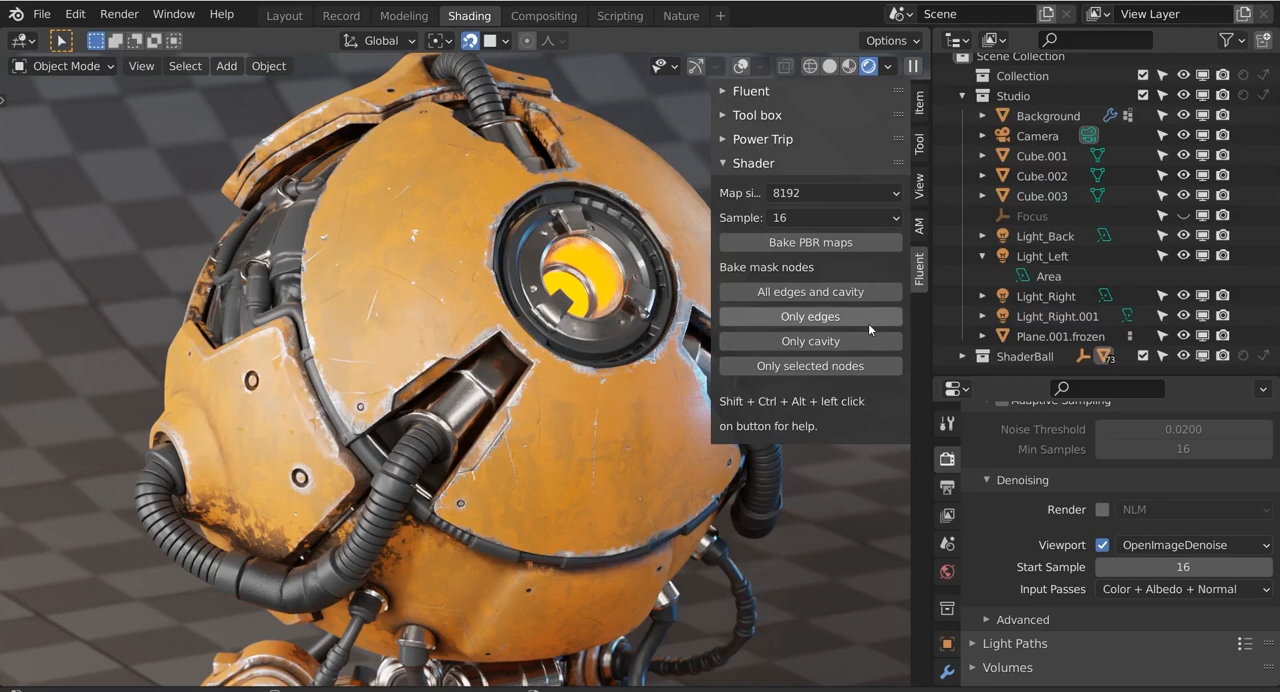 File Edit Render Window Help Layout Record Modeling Shading Compositing Scripting Texture Nature + Scene View Layer
Global Options
Object Mode View Select Add Object
Fluent
Tool box
Power Trip
Shader
Map si... 8192
Sample: 16
Bake PBR maps
Bake mask nodes
All edges and cavity
Only edges
Only cavity
Only selected nodes
Shift + Ctrl + Alt + left click
on button for help.
Item
Tool
View
AM
Fluent
Scene Collection
Collection
Studio
Background
Camera
Cube.001
Cube.002
Cube.003
Focus
Light_Back
Light_Left
Area
Light_Right
Light_Right.001
Plane.001.frozen
ShaderBall 73
Adaptive Sampling
Noise Threshold 0.0200
Min Samples 16
Denoising
Render NLM
Viewport OpenImageDenoise
Start Sample 16
Input Passes Color + Albedo + Normal
Advanced
Light Paths
Volumes